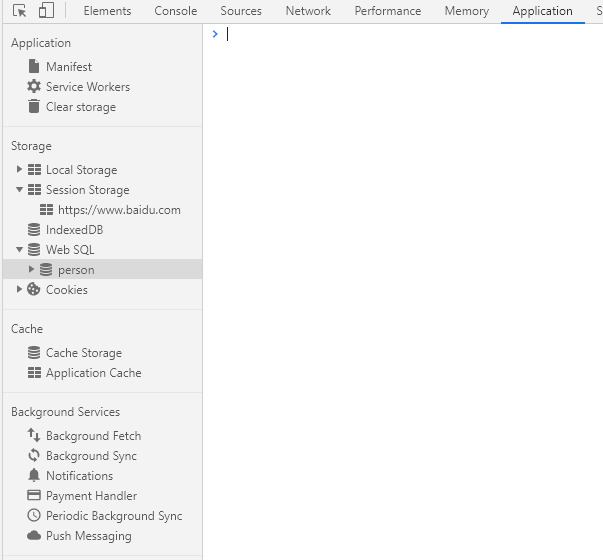 Elements Console Sources Network Performance Memory Application S
Application
Manifest
Service Workers
Clear storage
Storage
Local Storage
Session Storage
https://www.baidu.com
IndexedDB
Web SQL
person
Cookies
Cache
Cache Storage
Application Cache
Background Services
Background Fetch
Background Sync
Notifications
Payment Handler
Periodic Background Sync
Push Messaging